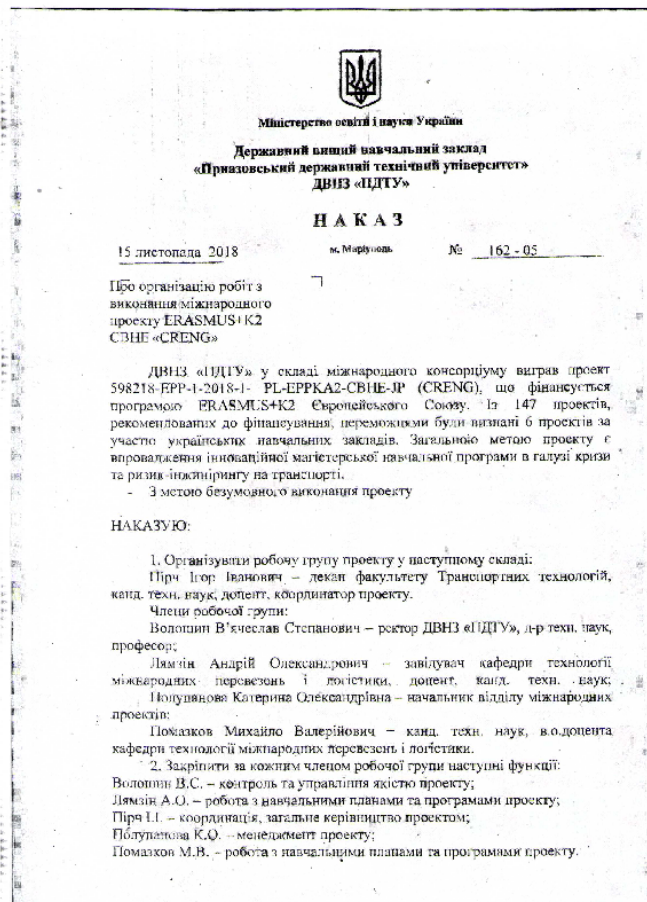 Міністерство освіти і науки України
Державний вищий навчальний заклад
«Приазовський державний технічний університет»
ДВНЗ «ПДТУ»
НАКАЗ
15 листопада 2018
м. Маріуполь
№ 162 - 05
Про організацію робіт з
виконання міжнародного
проекту ERASMUS+K2
CBHE «CRENG»
ДВНЗ «ПДТУ» у складі міжнародного консорціуму виграв проект
598218-EPP-1-2018-1- PL-EPPKA2-CBHE-JP (CRENG), що фінансується
програмою ERASMUS+K2 Європейського Союзу. Із 147 проектів,
рекомендованих до фінансування, переможцями були визнані 6 проектів за
участю українських навчальних закладів. Загальною метою проекту є
впровадження інноваційної магістерської навчальної програми в галузі кризи
та ризик-інжинірингу на транспорті.
- З метою безумовного виконання проекту
НАКАЗУЮ:
1. Організувати робочу групу проекту у наступному складі:
Пірч Ігор Іванович – декан факультету Транспортних технологій,
канд. техн. наук, доцент, координатор проекту.
Члени робочої групи:
Волошин В'ячеслав Степанович – ректор ДВНЗ «ПДТУ», д-р техн. наук,
професор;
Лямзін Андрій Олександрович – завідувач кафедри технології
міжнародних перевезень і логістики, доцент, канд. техн. наук;
Полупанова Катерина Олександрівна – начальник відділу міжнародних
проектів;
Помазков Михайло Валерійович – канд. техн. наук, в.о.доцента
кафедри технології міжнародних перевезень і логістики.
2. Закріпити за кожним членом робочої групи наступні функції:
Волошин В.С. – контроль та управління якістю проекту;
Лямзін А.О. – робота з навчальними планами та програмами проекту;
Пірч І.І. – координація, загальне керівництво проектом;
Полупанова К.О. – менеджмент проекту;
Помазков М.В. – робота з навчальними планами та програмами проекту.